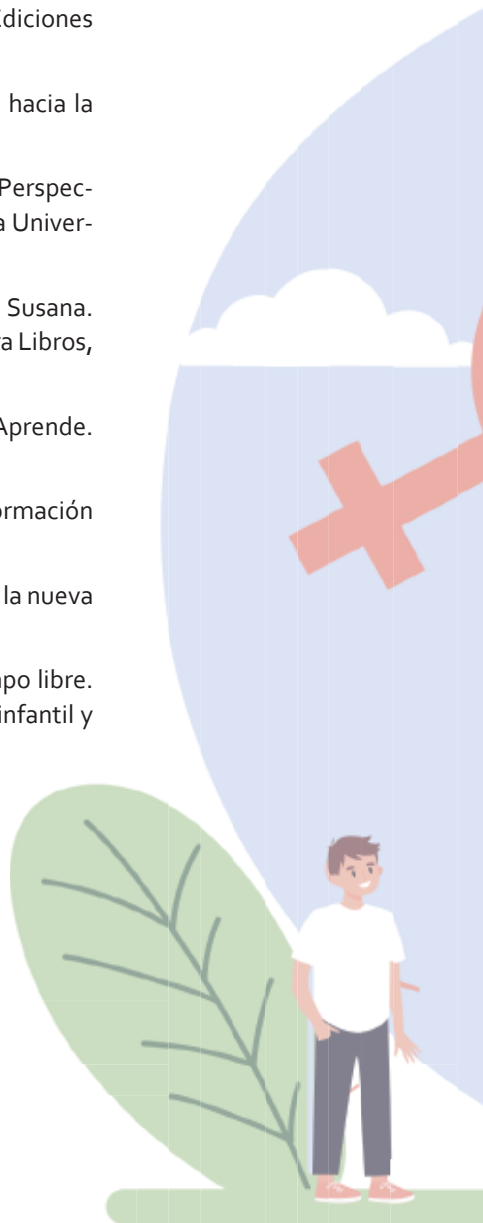 Ediciones
hacia la
Perspec-
a Univer-
Susana.
a Libros,
Aprende.
ormación
la nueva
po libre.
infantil y